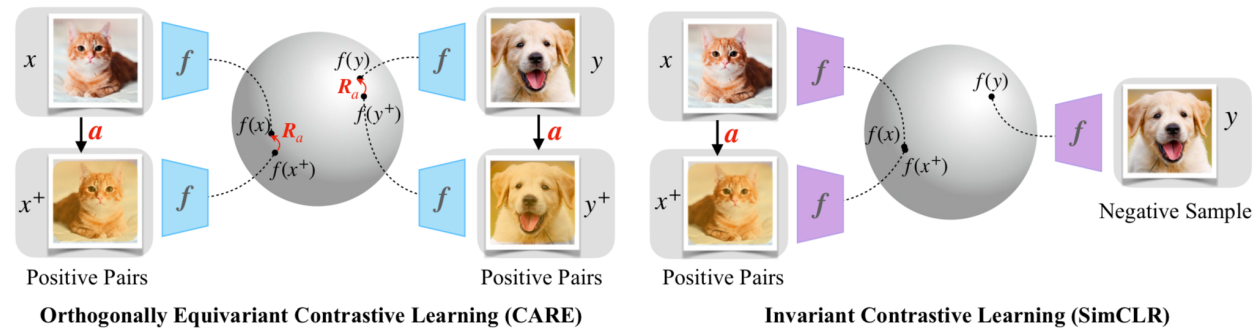 x
f
f(y)
f
y
R_a
f(y⁺)
a
f(x)
R_a
a
f(x⁺)
x⁺
f
f
y⁺
Positive Pairs
Positive Pairs
Orthogonally Equivariant Contrastive Learning (CARE)
x
f
f(y)
a
f(x)
f
y
f(x⁺)
x⁺
f
Negative Sample
Positive Pairs
Invariant Contrastive Learning (SimCLR)